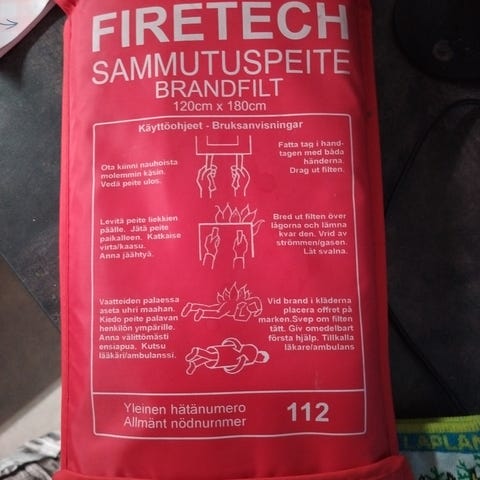 FIRETECH
SAMMUTUSPEITE
BRANDFILT
120cm x 180cm
Käyttöohjeet - Bruksanvisningar
Ota kiinni nauhoista
molemmin käsin.
Vedä peite ulos.
Fatta tag i hand-
tagen med båda
händerna.
Drag ut filten.
Levitä peite liekkien
päälle. Jätä peite
paikalleen. Katkaise
virta/kaasu.
Anna jäähtyä.
Bred ut filten över
lågorna och lämna
kvar den. Vrid av
strömmen/gasen.
Låt svalna.
Vaatteiden palaessa
aseta uhri maahan.
Kiedo peite palavan
henkilön ympärille.
Anna välittömästi
ensiapua. Kutsu
lääkäri/ambulanssi.
Vid brand i kläderna
placera offret på
marken.Svep om filten
tätt. Giv omedelbart
första hjälp. Tillkalla
läkare/ambulans
Yleinen hätänumero
Allmänt nödnummer
112
LAPLAN